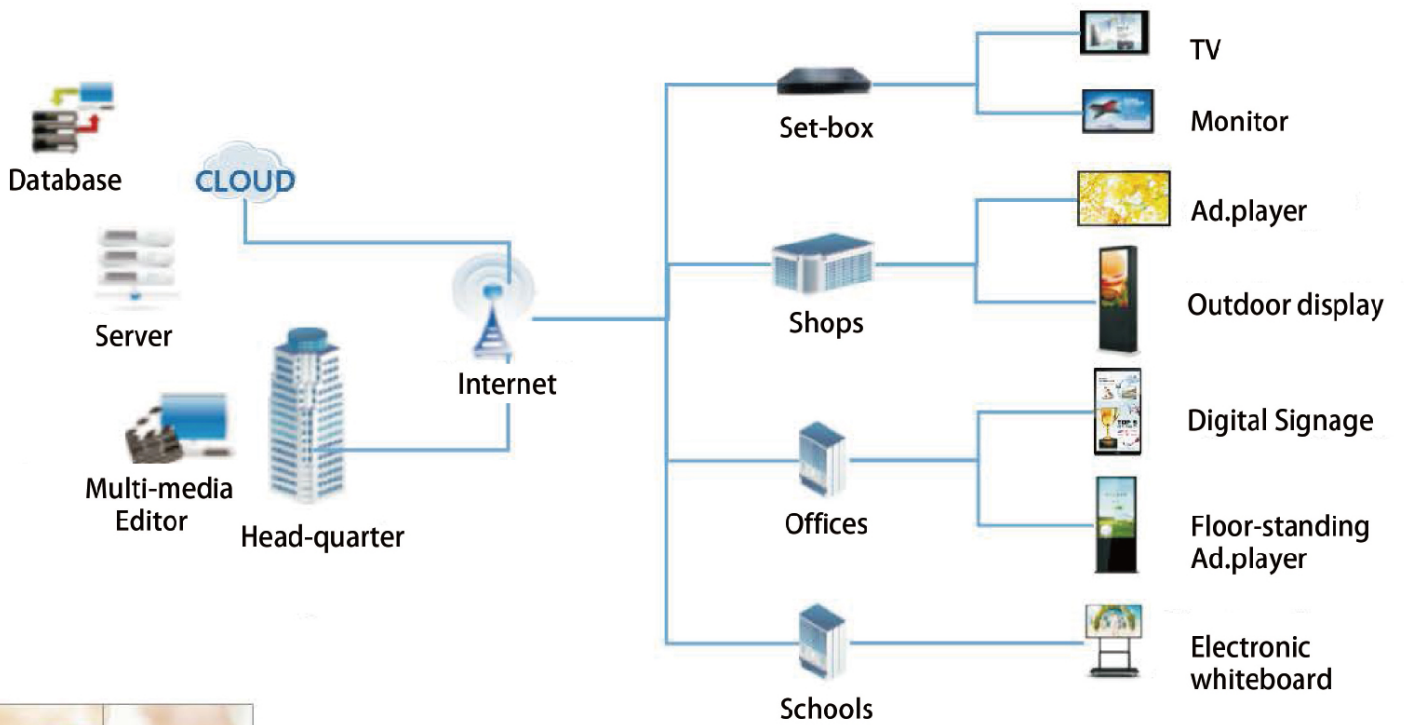 Database
CLOUD
Server
Multi-media
Editor
Head-quarter
Internet
Set-box
Shops
Offices
Schools
TV
Monitor
Ad.player
Outdoor display
Digital Signage
Floor-standing
Ad.player
Electronic
whiteboard